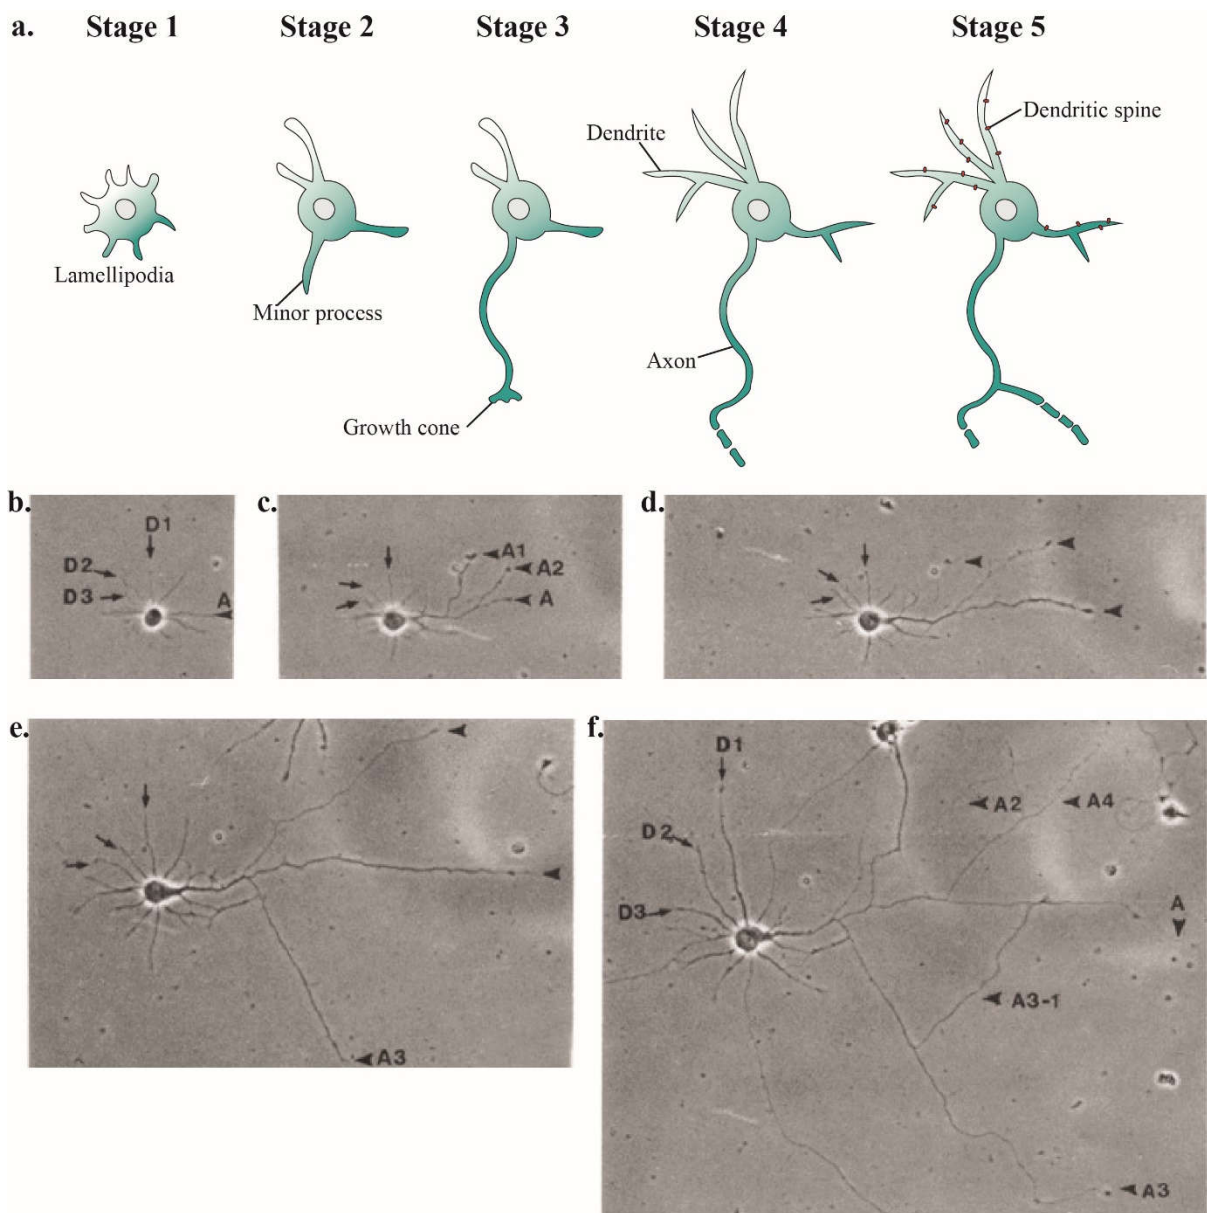 a. Stage 1 Stage 2 Stage 3 Stage 4 Stage 5
Dendrite
Dendritic spine
Lamellipodia
Minor process
Axon
Growth cone
b.
D1
D2
D3
A
c.
A1
A2
A
d.
e.
A3
f.
D1
A2 A4
D2
D3
A
A3-1
A3